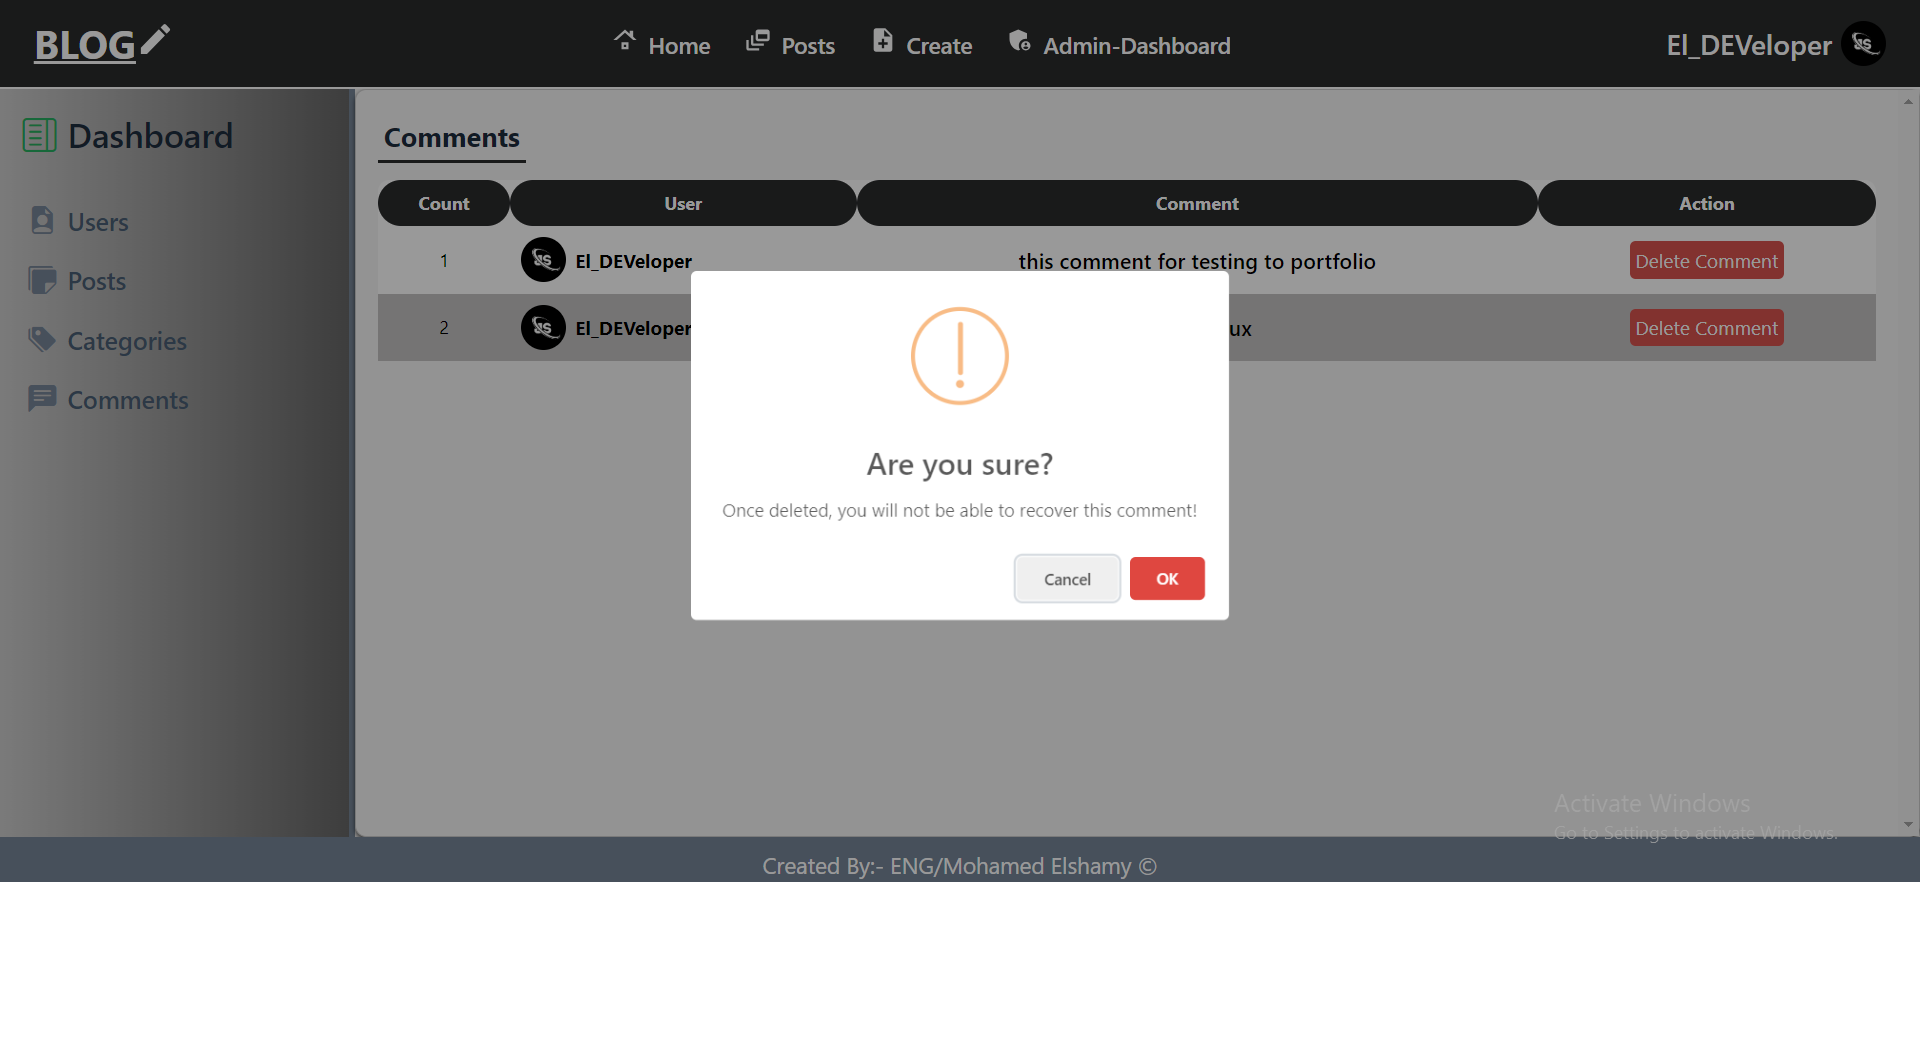 BLOG
Home
Posts
Create
Admin-Dashboard
El_DEVeloper
Dashboard
Users
Posts
Categories
Comments
Comments
Count User Comment Action
1 El_DEVeloper this comment for testing to portfolio Delete Comment
2 El_DEVeloper ux Delete Comment
Are you sure?
Once deleted, you will not be able to recover this comment!
Cancel OK
Activate Windows
Go to Settings to activate Windows.
Created By:- ENG/Mohamed Elshamy ©